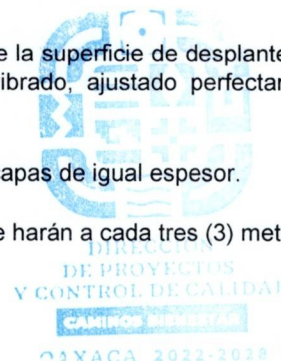 e la superficie de desplante
ibrado, ajustado perfectar
capas de igual espesor.
e harán a cada tres (3) met
DIRECCIÓN
DE PROYECTOS
Y CONTROL DE CALIDAD
CAMINOS BIENESTAR
OAXACA 2022-2028